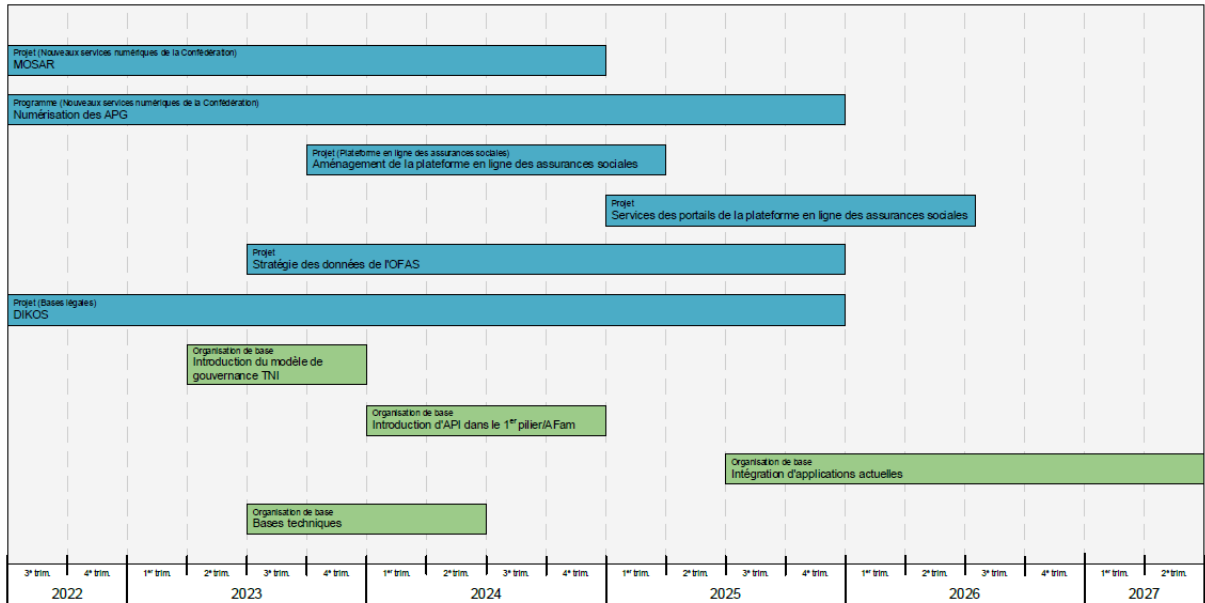 Projet (Nouveaux services numériques de la Confédération)
MOSAR
Programme (Nouveaux services numériques de la Confédération)
Numérisation des APG
Projet (Plateforme en ligne des assurances sociales)
Aménagement de la plateforme en ligne des assurances sociales
Projet
Services des portails de la plateforme en ligne des assurances sociales
Projet
Stratégie des données de l'OFAS
Projet (Bases légales)
DIKOS
Organisation de base
Introduction du modèle de
gouvernance TNI
Organisation de base
Introduction d'API dans le 1er pilier/AFam
Organisation de base
Intégration d'applications actuelles
Organisation de base
Bases techniques
3e trim. 4e trim. 1er trim. 2e trim. 3e trim. 4e trim. 1er trim. 2e trim. 3e trim. 4e trim. 1er trim. 2e trim. 3e trim. 4e trim. 1er trim. 2e trim. 3e trim. 4e trim. 1er trim. 2e trim.
2022 2023 2024 2025 2026 2027